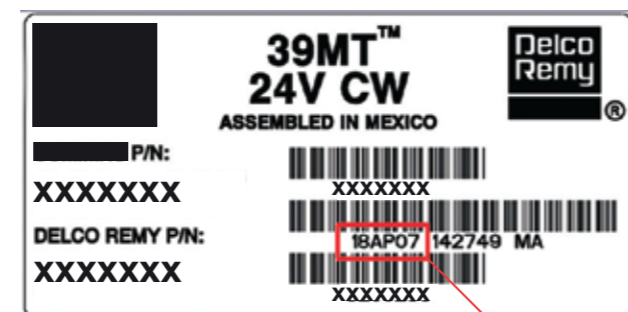 39MT™
24V CW
ASSEMBLED IN MEXICO
Delco
Remy
®
P/N:
XXXXXXX
XXXXXXX
DELCO REMY P/N:
18AP07 142749 MA
XXXXXXX
XXXXXXX